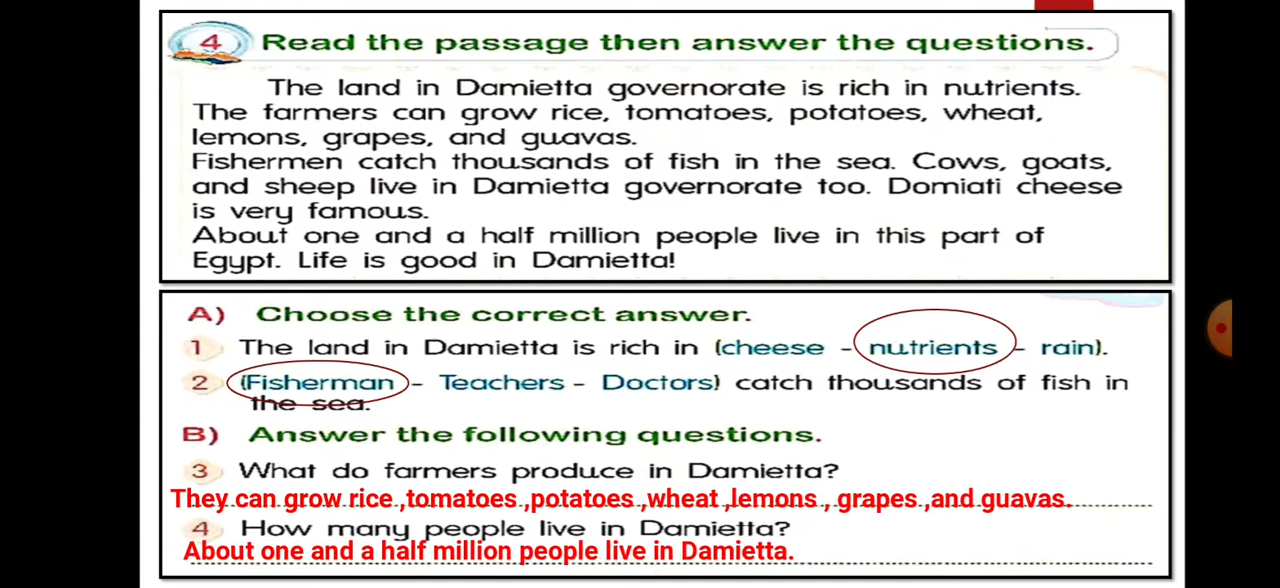 4 Read the passage then answer the questions.
The land in Damietta governorate is rich in nutrients.
The farmers can grow rice, tomatoes, potatoes, wheat,
lemons, grapes, and guavas.
Fishermen catch thousands of fish in the sea. Cows, goats,
and sheep live in Damietta governorate too. Domiati cheese
is very famous.
About one and a half million people live in this part of
Egypt. Life is good in Damietta!
A) Choose the correct answer.
1 The land in Damietta is rich in (cheese - nutrients - rain).
2 (Fisherman - Teachers - Doctors) catch thousands of fish in
the sea.
B) Answer the following questions.
3 What do farmers produce in Damietta?
They can grow rice ,tomatoes ,potatoes ,wheat ,lemons , grapes ,and guavas.
4 How many people live in Damietta?
About one and a half million people live in Damietta.